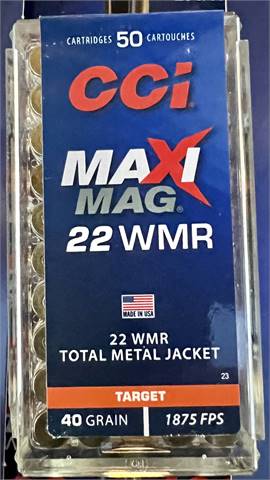 CARTRIDGES 50 CARTOUCHES
CCI
MAXI
MAG®
22 WMR
MADE IN USA
22 WMR
TOTAL METAL JACKET
23
TARGET
40 GRAIN 1875 FPS